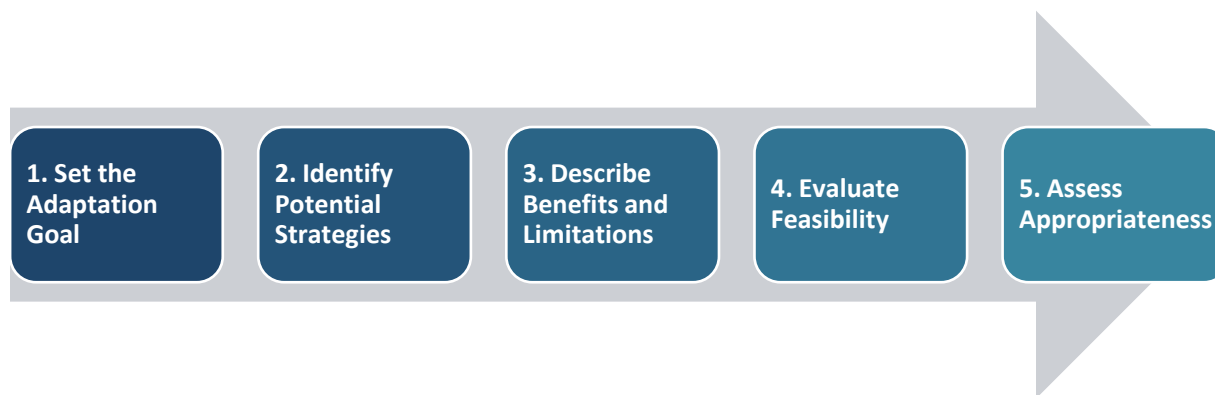 1. Set the
Adaptation
Goal
2. Identify
Potential
Strategies
3. Describe
Benefits and
Limitations
4. Evaluate
Feasibility
5. Assess
Appropriateness